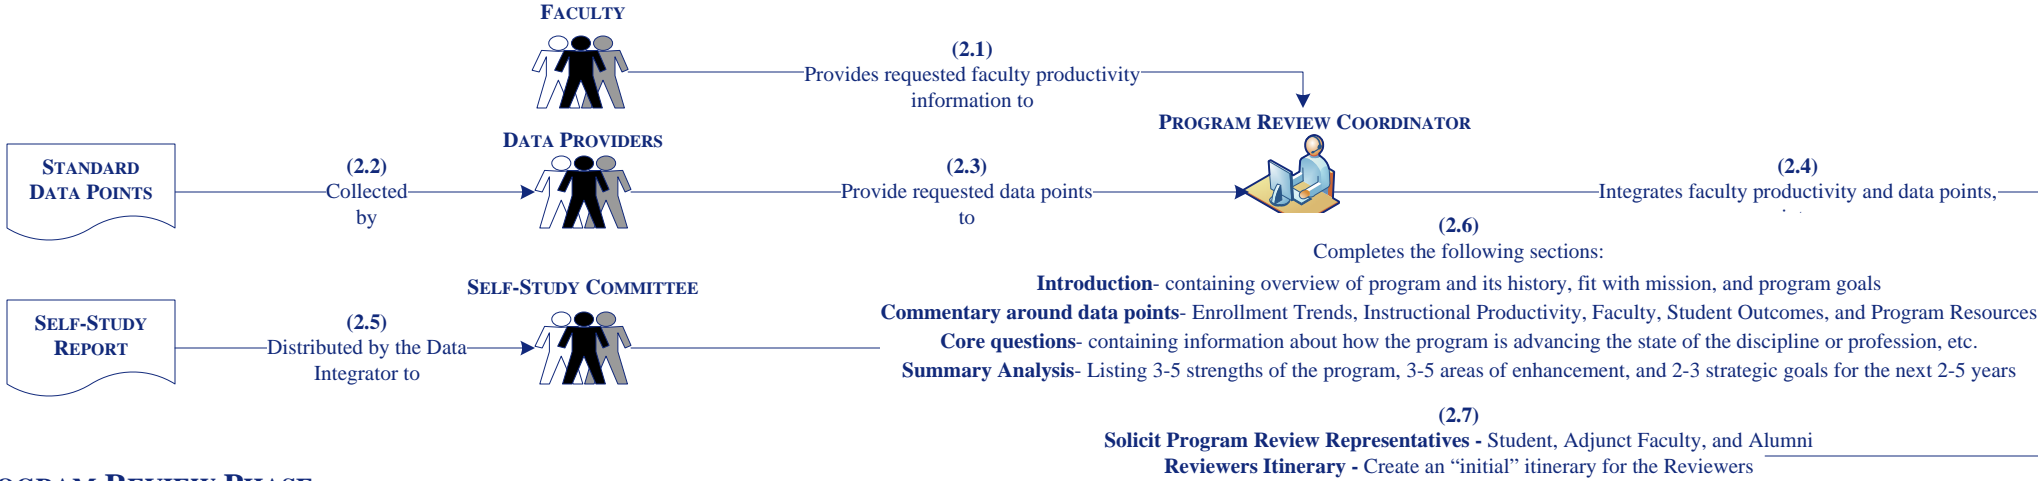 FACULTY
(2.1)
Provides requested faculty productivity
information to
PROGRAM REVIEW COORDINATOR
DATA PROVIDERS
STANDARD
DATA POINTS
(2.2)
Collected
by
(2.3)
Provide requested data points
to
(2.4)
Integrates faculty productivity and data points,
(2.6)
Completes the following sections:
Introduction- containing overview of program and its history, fit with mission, and program goals
Commentary around data points- Enrollment Trends, Instructional Productivity, Faculty, Student Outcomes, and Program Resources
Core questions- containing information about how the program is advancing the state of the discipline or profession, etc.
Summary Analysis- Listing 3-5 strengths of the program, 3-5 areas of enhancement, and 2-3 strategic goals for the next 2-5 years
SELF-STUDY COMMITTEE
SELF-STUDY
REPORT
(2.5)
Distributed by the Data
Integrator to
(2.7)
Solicit Program Review Representatives - Student, Adjunct Faculty, and Alumni
Reviewers Itinerary - Create an “initial” itinerary for the Reviewers
REVIEW PHASE